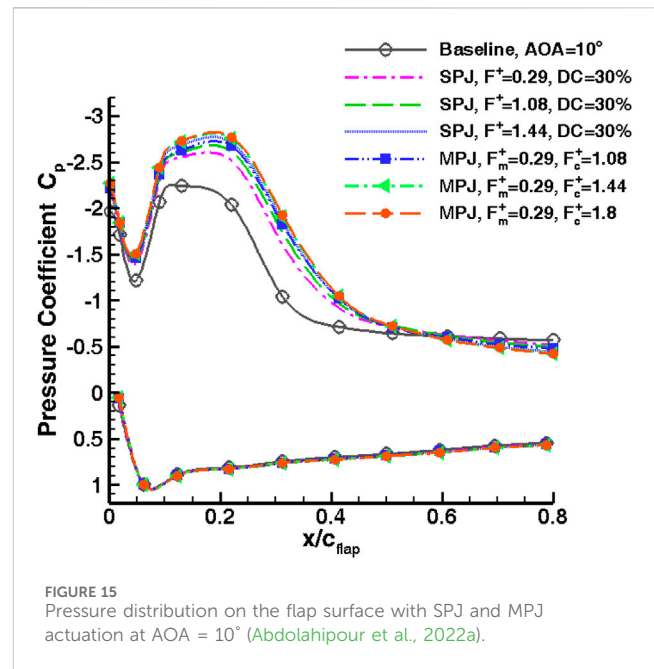 Baseline, AOA=10°
SPJ, F⁺=0.29, DC=30%
SPJ, F⁺=1.08, DC=30%
SPJ, F⁺=1.44, DC=30%
MPJ, F⁺ₘ=0.29, F⁺c=1.08
MPJ, F⁺ₘ=0.29, F⁺c=1.44
MPJ, F⁺ₘ=0.29, F⁺c=1.8
Pressure Coefficient Cₚ
-3
-2.5
-2
-1.5
-1
-0.5
0
0.5
1
0 0.2 0.4 0.6 0.8
x/c_flap
FIGURE 15
Pressure distribution on the flap surface with SPJ and MPJ
actuation at AOA = 10° (Abdolahipour et al., 2022a).